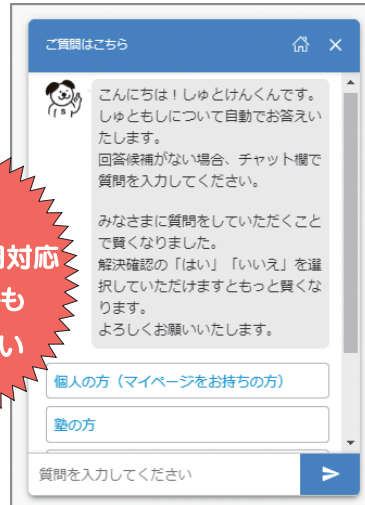 ご質問はこちら
こんにちは！しゅとけんくんです。
しゅともしについて自動でお答えい
たします。
回答候補がない場合、チャット欄で
質問を入力してください。
みなさまに質問をしていただくこと
で賢くなりました。
解決確認の「はい」「いいえ」を選
択していただけますともっと賢くな
ります。
よろしくお願いいたします。
対応
も
い
個人の方（マイページをお持ちの方）
塾の方
質問を入力してください